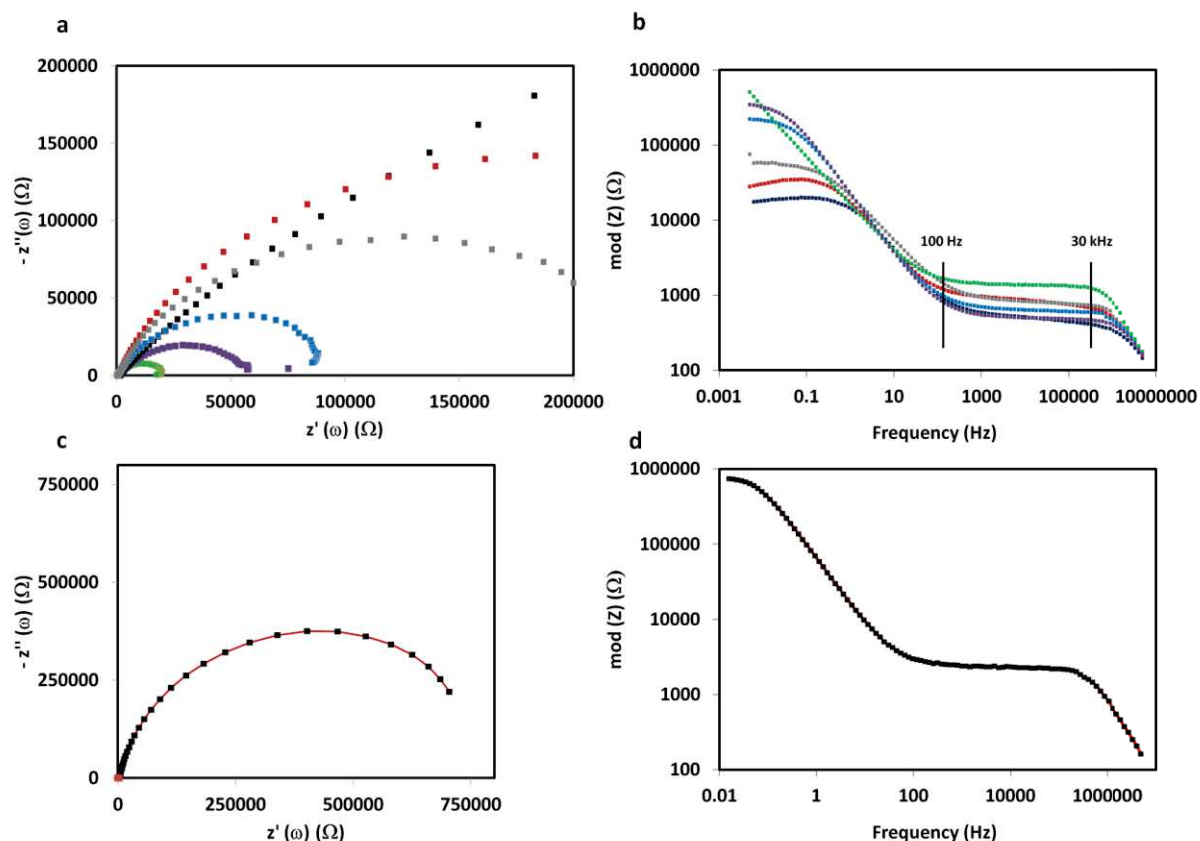 a
200000
150000
100000
50000
0
- z''(ω) (Ω)
0 50000 100000 150000 200000
z' (ω) (Ω)
b
1000000
100000
10000
1000
100
mod (Z) (Ω)
100 Hz
30 kHz
0.001 0.1 10 1000 100000 10000000
Frequency (Hz)
c
750000
500000
250000
0
- z'' (ω) (Ω)
0 250000 500000 750000
z' (ω) (Ω)
d
1000000
100000
10000
1000
100
mod (Z) (Ω)
0.01 1 100 10000 1000000
Frequency (Hz)